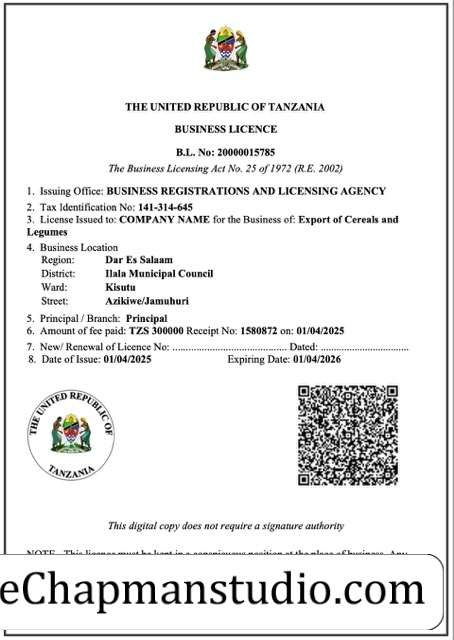 THE UNITED REPUBLIC OF TANZANIA
BUSINESS LICENCE
B.L. No: 20000015785
The Business Licensing Act No. 25 of 1972 (R.E. 2002)
1. Issuing Office: BUSINESS REGISTRATIONS AND LICENSING AGENCY
2. Tax Identification No: 141-314-645
3. License Issued to: COMPANY NAME for the Business of: Export of Cereals and
Legumes
4. Business Location
Region: Dar Es Salaam
District: Ilala Municipal Council
Ward: Kisutu
Street: Azikiwe/Jamuhuri
5. Principal / Branch: Principal
6. Amount of fee paid: TZS 300000 Receipt No: 1580872 on: 01/04/2025
7. New/ Renewal of Licence No: ............................................ Dated: ..................................
8. Date of Issue: 01/04/2025 Expiring Date: 01/04/2026
THE UNITED REPUBLIC OF
TANZANIA
This digital copy does not require a signature authority
NOTE This licence must be kept in a conspicuous position at the place of business. Any
eChapmanstudio.com